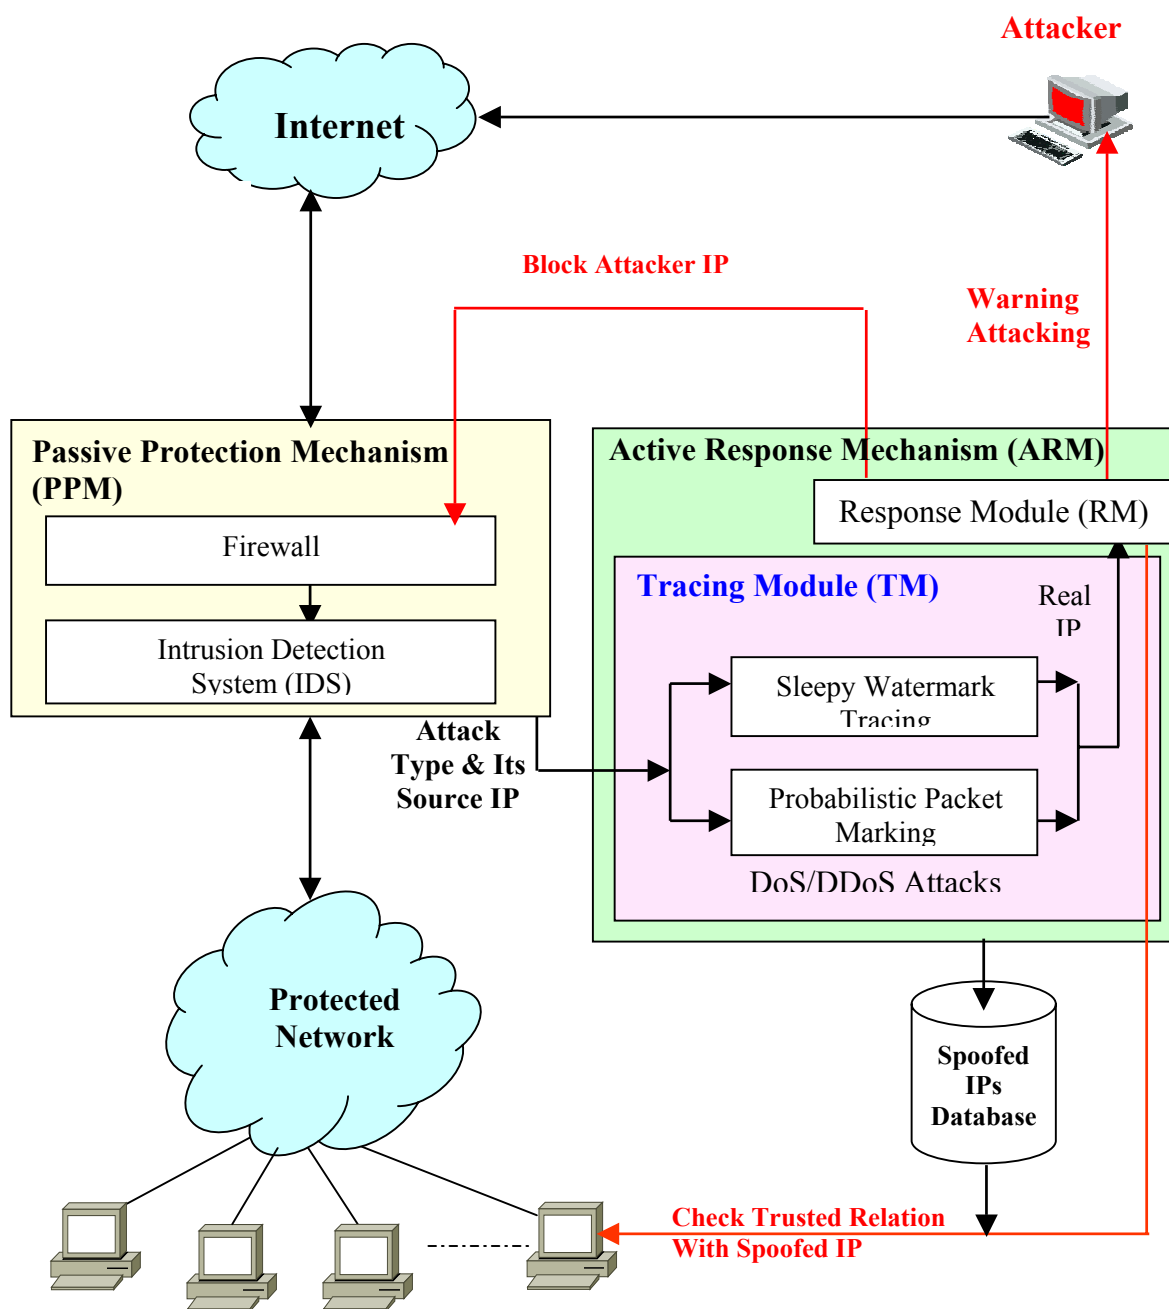 Attacker
Internet
Block Attacker IP
Warning
Attacking
Passive Protection Mechanism
(PPM)
Firewall
Intrusion Detection
System (IDS)
Active Response Mechanism (ARM)
Response Module (RM)
Tracing Module (TM)
Real
IP
Sleepy Watermark
Tracing
Probabilistic Packet
Marking
DoS/DDoS Attacks
Attack
Type & Its
Source IP
Protected
Network
Spoofed
IPs
Database
Check Trusted Relation
With Spoofed IP